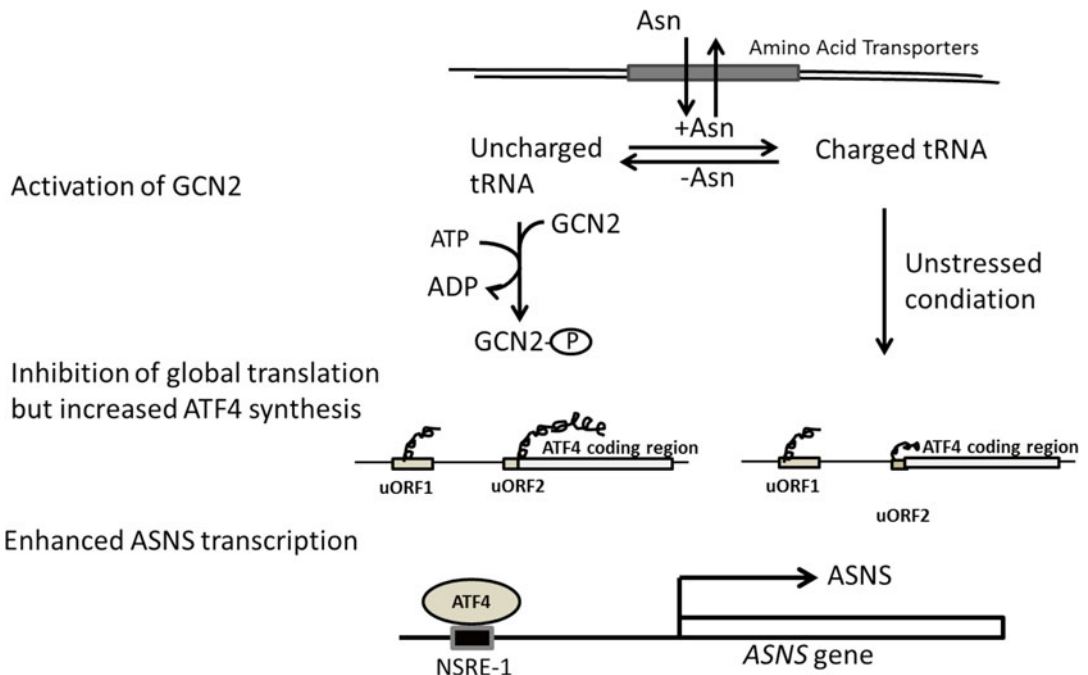 Asn
Amino Acid Transporters
+Asn
Uncharged
tRNA
Charged tRNA
-Asn
Activation of GCN2
GCN2
ATP
ADP
Unstressed
condiation
GCN2-P
Inhibition of global translation
but increased ATF4 synthesis
ATF4 coding region
ATF4 coding region
uORF1
uORF2
uORF1
uORF2
Enhanced ASNS transcription
ASNS
ATF4
NSRE-1
ASNS gene